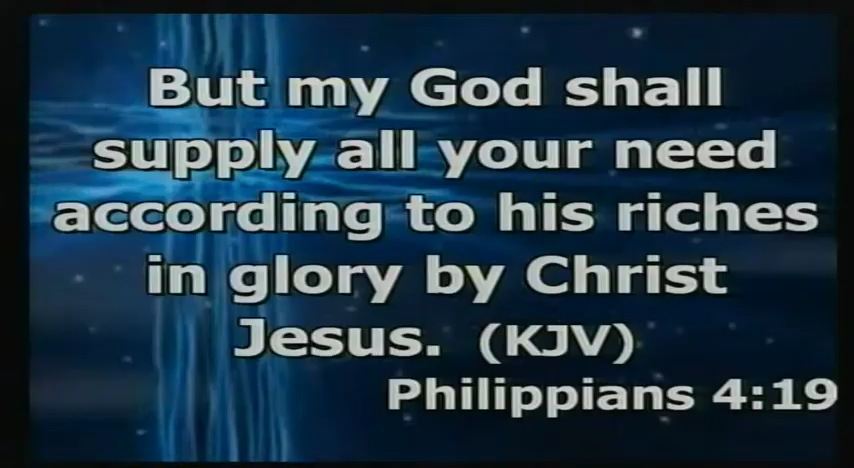 But my God shall
supply all your need
according to his riches
in glory by Christ
Jesus. (KJV)
Philippians 4:19